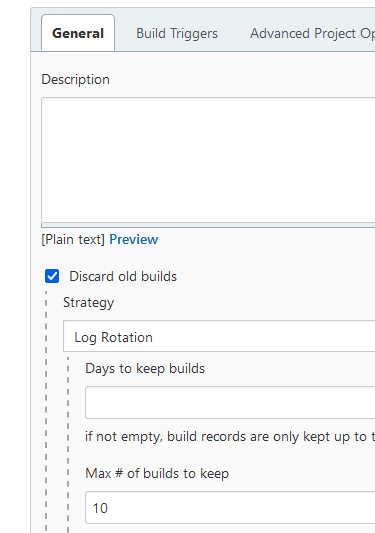 General Build Triggers Advanced Project Op
Description
[Plain text] Preview
Discard old builds
Strategy
Log Rotation
Days to keep builds
if not empty, build records are only kept up to t
Max # of builds to keep
10